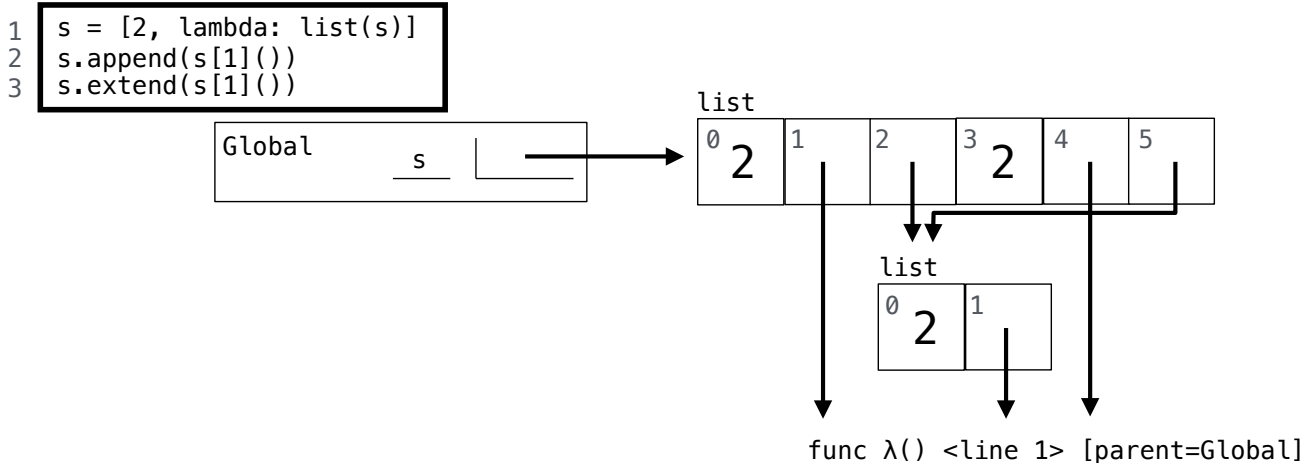 1 s = [2, lambda: list(s)]
2 s.append(s[1]())
3 s.extend(s[1]())
list
Global s
0 2 1 2 3 2 4 5
list
0 2 1
func λ() <line 1> [parent=Global]